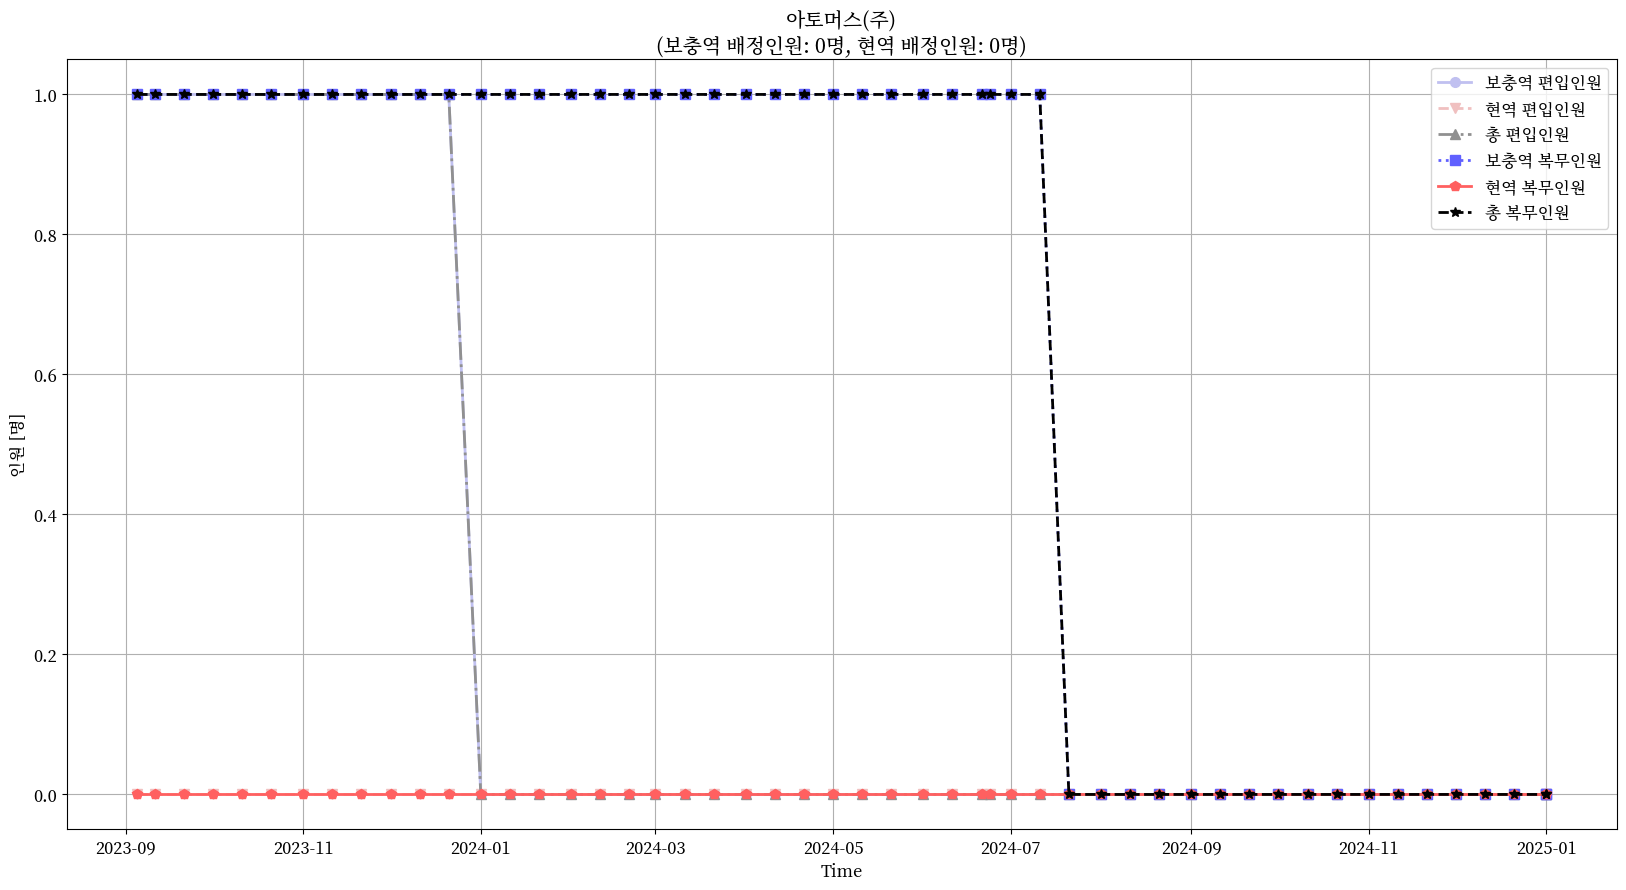 아토머스(주)
(보충역 배정인원: 0명, 현역 배정인원: 0명)
보충역 편입인원
현역 편입인원
총 편입인원
보충역 복무인원
현역 복무인원
총 복무인원
인원 [명]
1.0
0.8
0.6
0.4
0.2
0.0
2023-09
2023-11
2024-01
2024-03
2024-05
2024-07
2024-09
2024-11
2025-01
Time